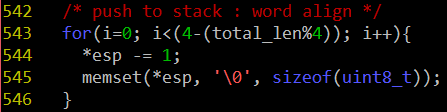 542   /* push to stack : word align */
543   for(i=0; i<(4-(total_len%4)); i++){
544     *esp -= 1;
545     memset(*esp, '\0', sizeof(uint8_t));
546   }